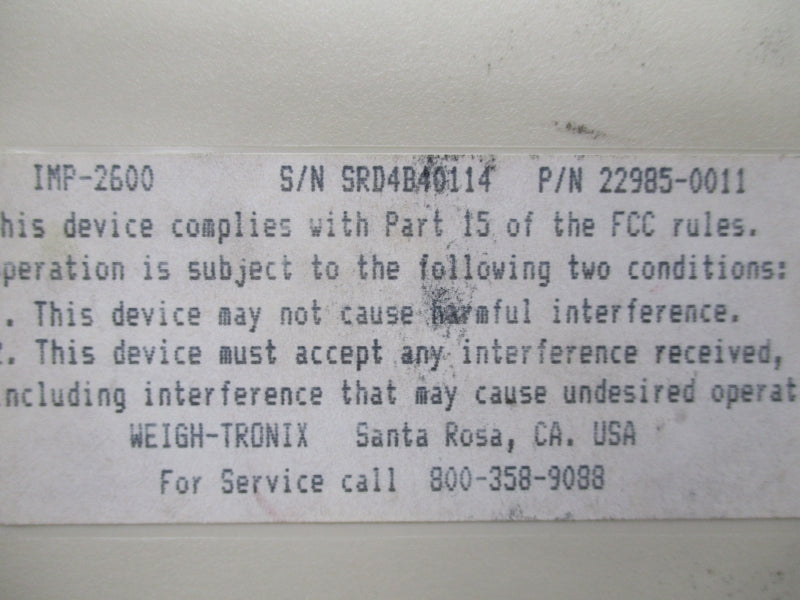 IMP-2600 S/N SRD4B40114 P/N 22985-0011
his device complies with Part 15 of the FCC rules.
peration is subject to the following two conditions:
. This device may not cause harmful interference.
2. This device must accept any interference received,
ncluding interference that may cause undesired operat
WEIGH-TRONIX Santa Rosa, CA. USA
For Service call 800-358-9088